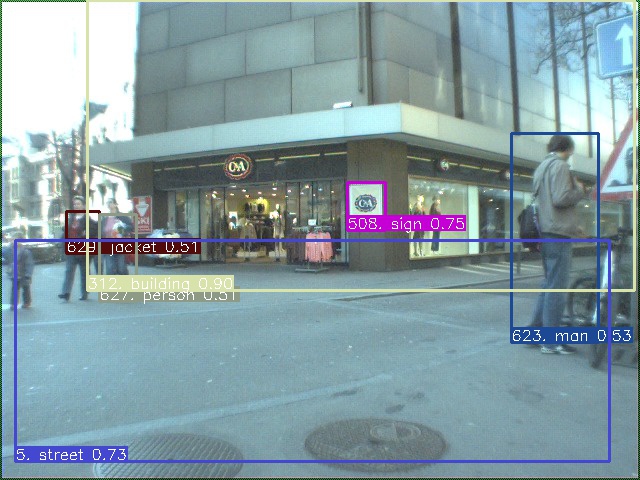 C&A
C&A
SKI
508. sign 0.75
629. jacket 0.51
312. building 0.90
627. person 0.51
623. man 0.53
5. street 0.73